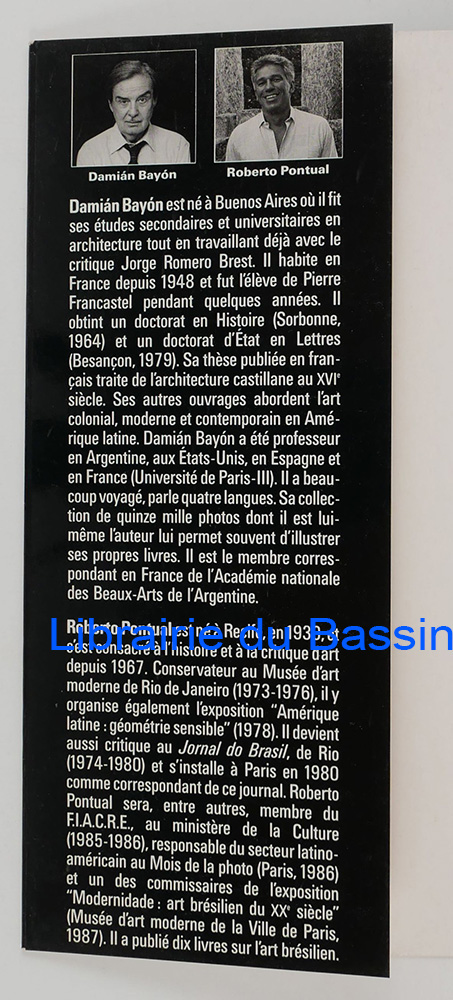 Damián Bayón
Roberto Pontual
Damián Bayón est né à Buenos Aires où il fit
ses études secondaires et universitaires en
architecture tout en travaillant déjà avec le
critique Jorge Romero Brest. Il habite en
France depuis 1948 et fut l'élève de Pierre
Francastel pendant quelques années. Il
obtint un doctorat en Histoire (Sorbonne,
1964) et un doctorat d'État en Lettres
(Besançon, 1979). Sa thèse publiée en fran-
çais traite de l'architecture castillane au XVIe
siècle. Ses autres ouvrages abordent l'art
colonial, moderne et contemporain en Amé-
rique latine. Damián Bayón a été professeur
en Argentine, aux États-Unis, en Espagne et
en France (Université de Paris-III). Il a beau-
coup voyagé, parle quatre langues. Sa collec-
tion de quinze mille photos dont il est lui-
même l'auteur lui permet souvent d'illustrer
ses propres livres. Il est le membre corres-
pondant en France de l'Académie nationale
des Beaux-Arts de l'Argentine.
Roberto Pontual est né à Recife en
Librairie du Bassin
s'est consacré à l'histoire et à la critique d'art
depuis 1967. Conservateur au Musée d'art
moderne de Rio de Janeiro (1973-1976), il y
organise également l'exposition "Amérique
latine : géométrie sensible" (1978). Il devient
aussi critique au Jornal do Brasil, de Rio
(1974-1980) et s'installe à Paris en 1980
comme correspondant de ce journal. Roberto
Pontual sera, entre autres, membre du
F.I.A.C.R.E., au ministère de la Culture
(1985-1986), responsable du secteur latino-
américain au Mois de la photo (Paris, 1986)
et un des commissaires de l'exposition
"Modernidade : art brésilien du XXe siècle"
(Musée d'art moderne de la Ville de Paris,
1987). Il a publié dix livres sur l'art brésilien.